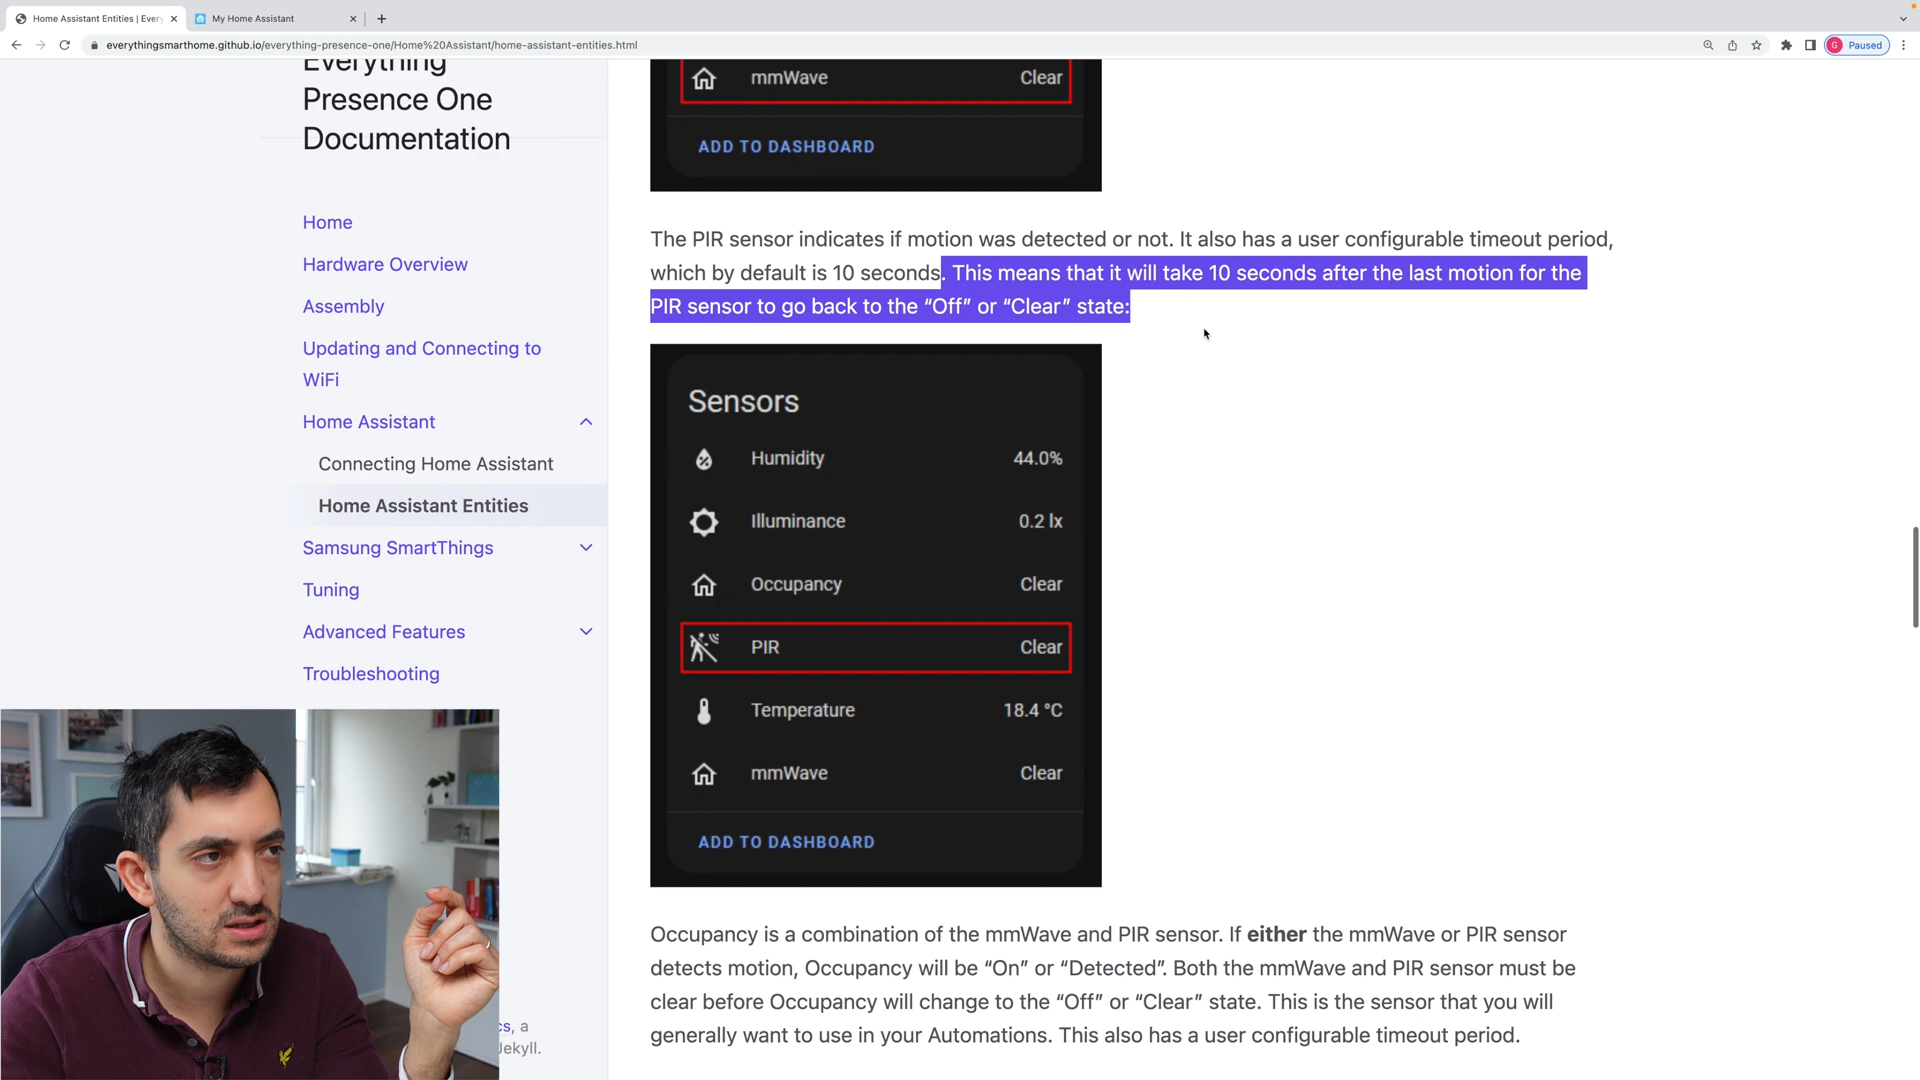 Home Assistant Entities | Every
My Home Assistant
everythingsmarthome.github.io/everything-presence-one/Home%20Assistant/home-assistant-entities.html
G
Paused
Everything
Presence One
Documentation
Home
Hardware Overview
Assembly
Updating and Connecting to
WiFi
Home Assistant
Connecting Home Assistant
Home Assistant Entities
Samsung SmartThings
Tuning
Advanced Features
Troubleshooting
cs, a
Jekyll.
mmWave Clear
ADD TO DASHBOARD
The PIR sensor indicates if motion was detected or not. It also has a user configurable timeout period,
which by default is 10 seconds. This means that it will take 10 seconds after the last motion for the
PIR sensor to go back to the “Off” or “Clear” state:
Sensors
Humidity 44.0%
Illuminance 0.2 lx
Occupancy Clear
PIR Clear
Temperature 18.4 °C
mmWave Clear
ADD TO DASHBOARD
Occupancy is a combination of the mmWave and PIR sensor. If either the mmWave or PIR sensor
detects motion, Occupancy will be “On” or “Detected”. Both the mmWave and PIR sensor must be
clear before Occupancy will change to the “Off” or “Clear” state. This is the sensor that you will
generally want to use in your Automations. This also has a user configurable timeout period.